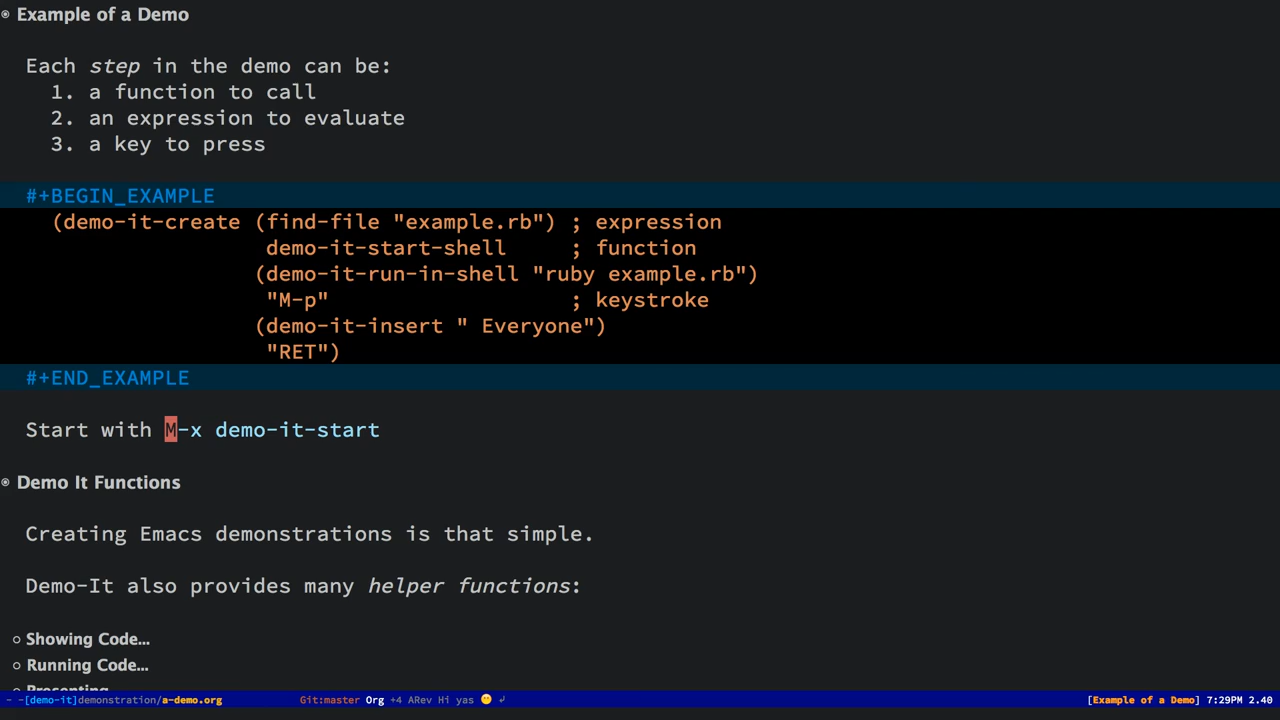 Example of a Demo
Each step in the demo can be:
1. a function to call
2. an expression to evaluate
3. a key to press
#+BEGIN_EXAMPLE
(demo-it-create (find-file "example.rb") ; expression
demo-it-start-shell ; function
(demo-it-run-in-shell "ruby example.rb")
"M-p" ; keystroke
(demo-it-insert " Everyone")
"RET")
#+END_EXAMPLE
Start with M-x demo-it-start
Demo It Functions
Creating Emacs demonstrations is that simple.
Demo-It also provides many helper functions:
Showing Code...
Running Code...
Presenting...
- -[demo-it]demonstration/a-demo.org Git:master Org +4 ARev Hi yas 😁 ↲ [Example of a Demo] 7:29PM 2.40